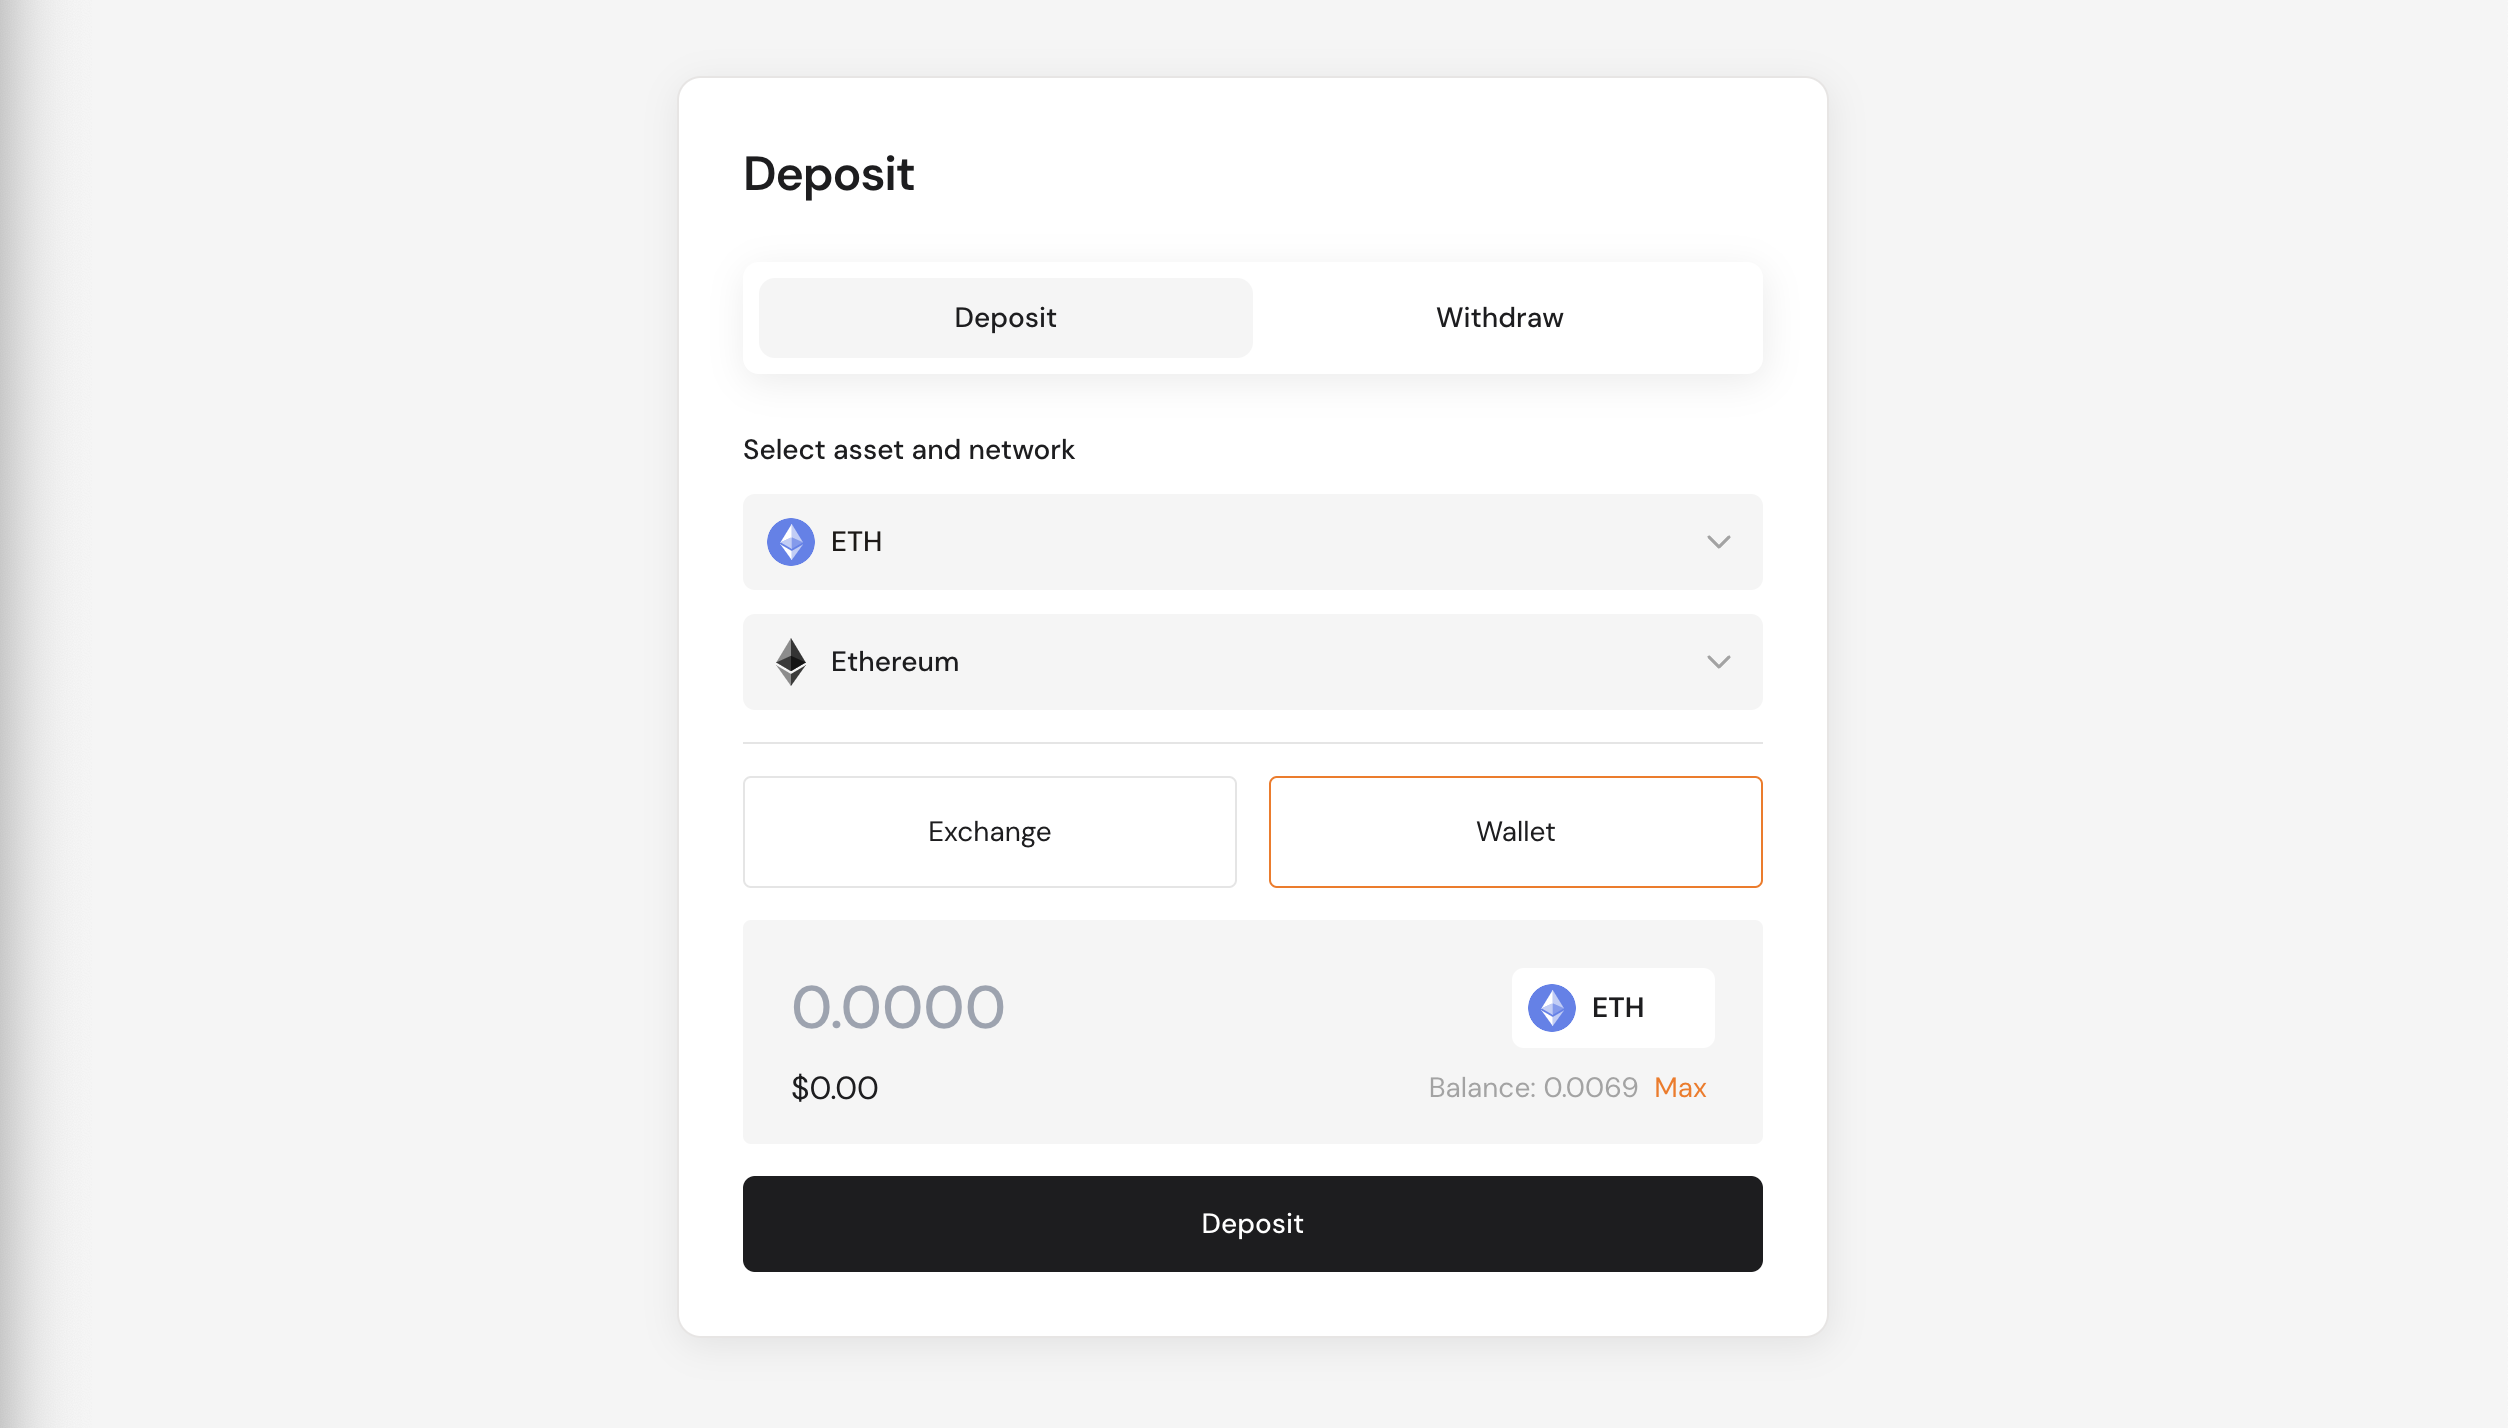 Deposit
Deposit Withdraw
Select asset and network
ETH
Ethereum
Exchange Wallet
0.0000 ETH
$0.00 Balance: 0.0069 Max
Deposit